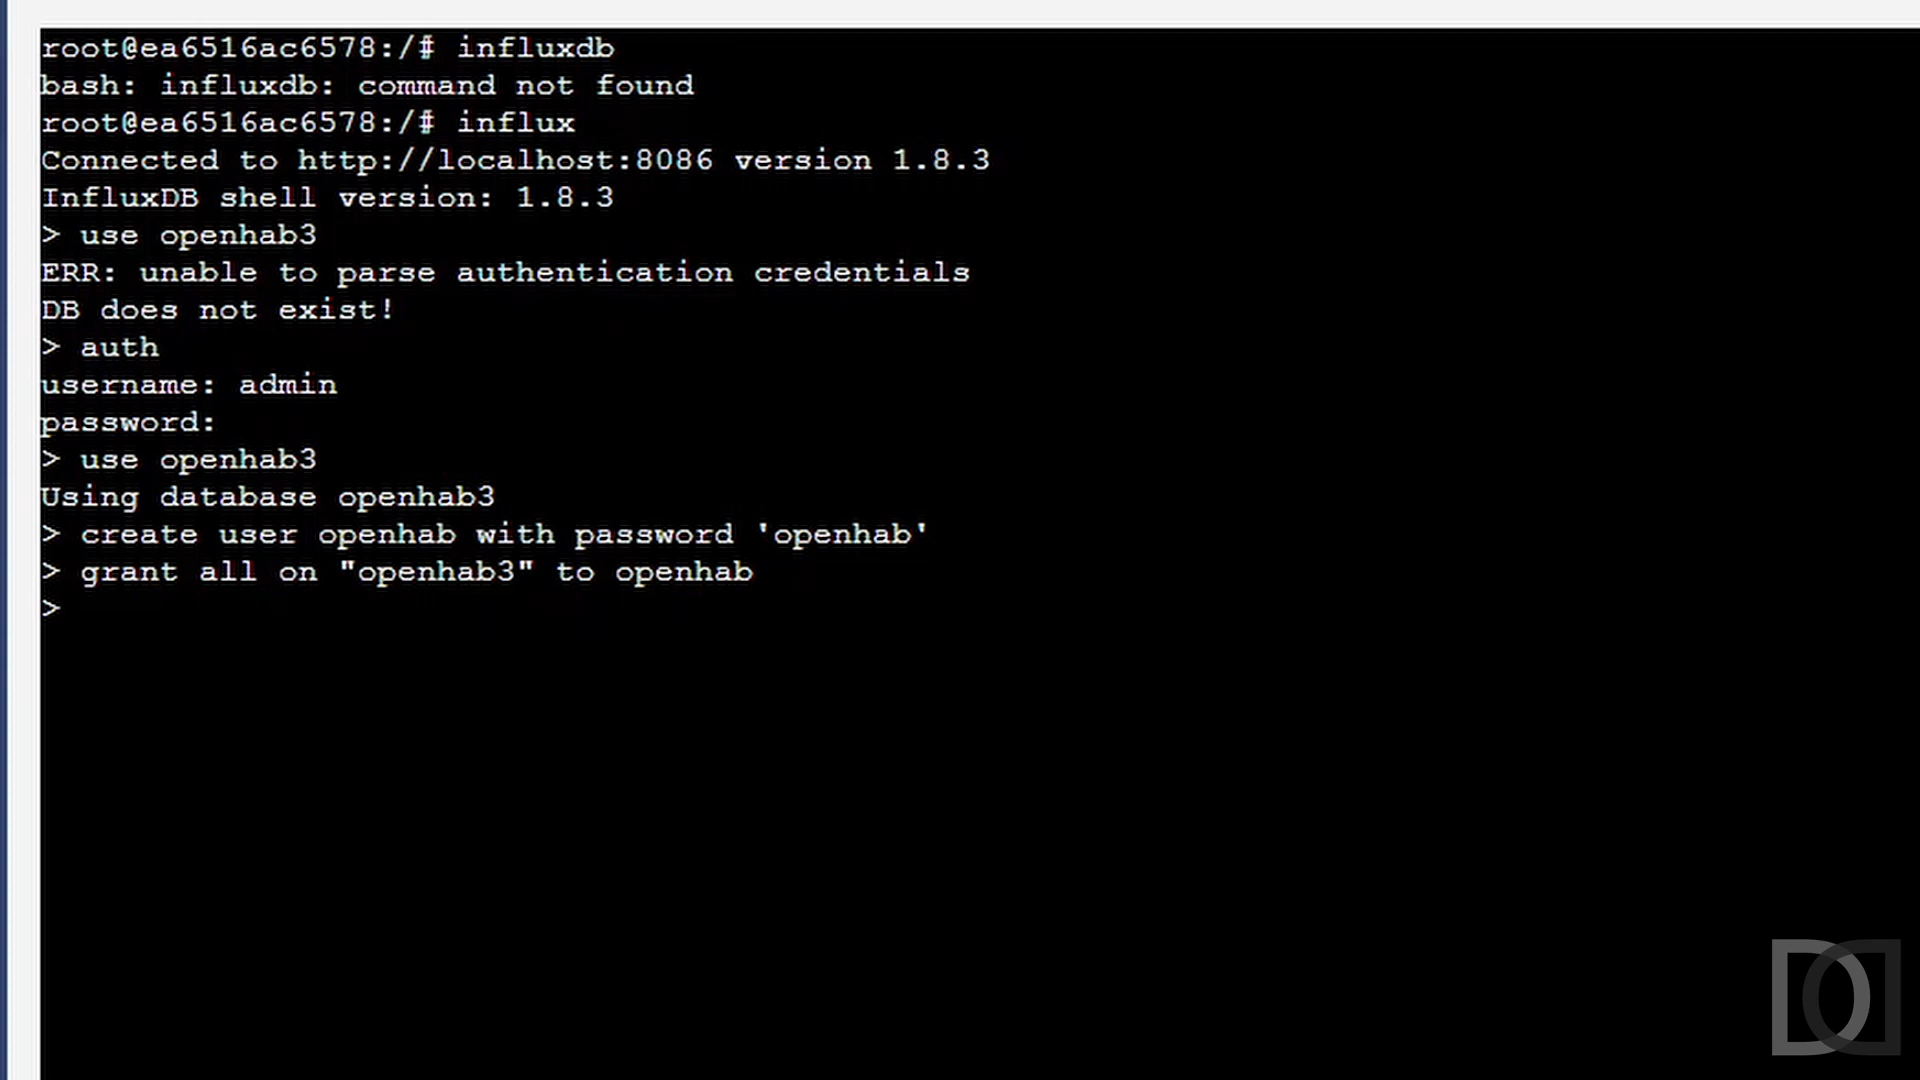 root@ea6516ac6578:/# influxdb
bash: influxdb: command not found
root@ea6516ac6578:/# influx
Connected to http://localhost:8086 version 1.8.3
InfluxDB shell version: 1.8.3
> use openhab3
ERR: unable to parse authentication credentials
DB does not exist!
> auth
username: admin
password:
> use openhab3
Using database openhab3
> create user openhab with password 'openhab'
> grant all on "openhab3" to openhab
>